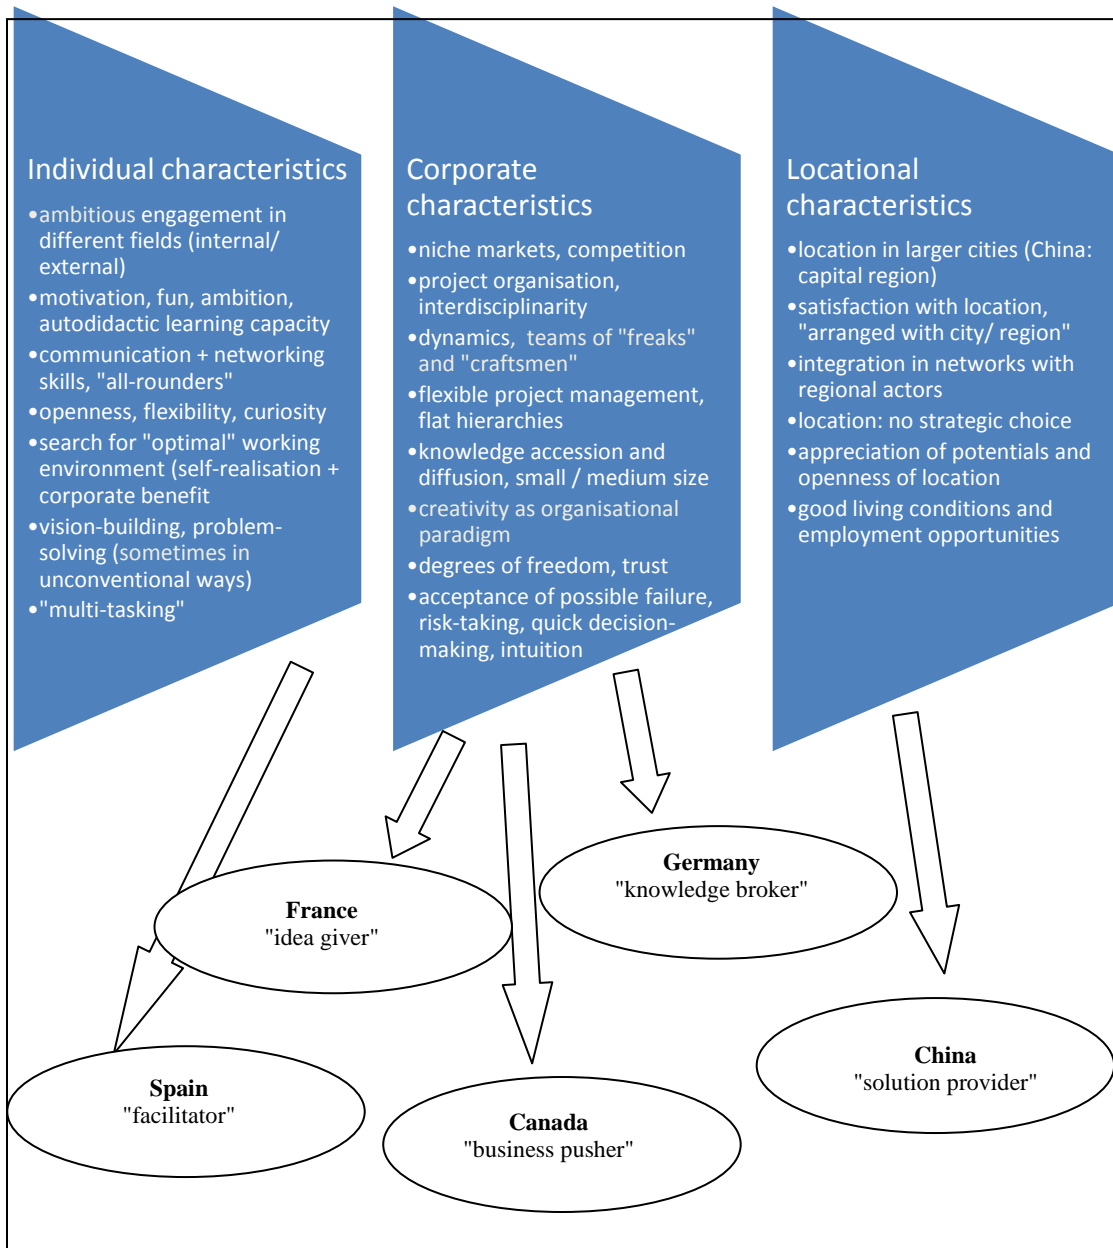 Individual characteristics
•ambitious engagement in
different fields (internal/
external)
•motivation, fun, ambition,
autodidactic learning capacity
•communication + networking
skills, "all-rounders"
•openness, flexibility, curiosity
•search for "optimal" working
environment (self-realisation +
corporate benefit
•vision-building, problem-
solving (sometimes in
unconventional ways)
•"multi-tasking"
Corporate
characteristics
•niche markets, competition
•project organisation,
interdisciplinarity
•dynamics, teams of "freaks"
and "craftsmen"
•flexible project management,
flat hierarchies
•knowledge accession and
diffusion, small / medium size
•creativity as organisational
paradigm
•degrees of freedom, trust
•acceptance of possible failure,
risk-taking, quick decision-
making, intuition
Locational
characteristics
•location in larger cities (China:
capital region)
•satisfaction with location,
"arranged with city/ region"
•integration in networks with
regional actors
•location: no strategic choice
•appreciation of potentials and
openness of location
•good living conditions and
employment opportunities
Germany
"knowledge broker"
France
"idea giver"
China
"solution provider"
Spain
"facilitator"
Canada
"business pusher"